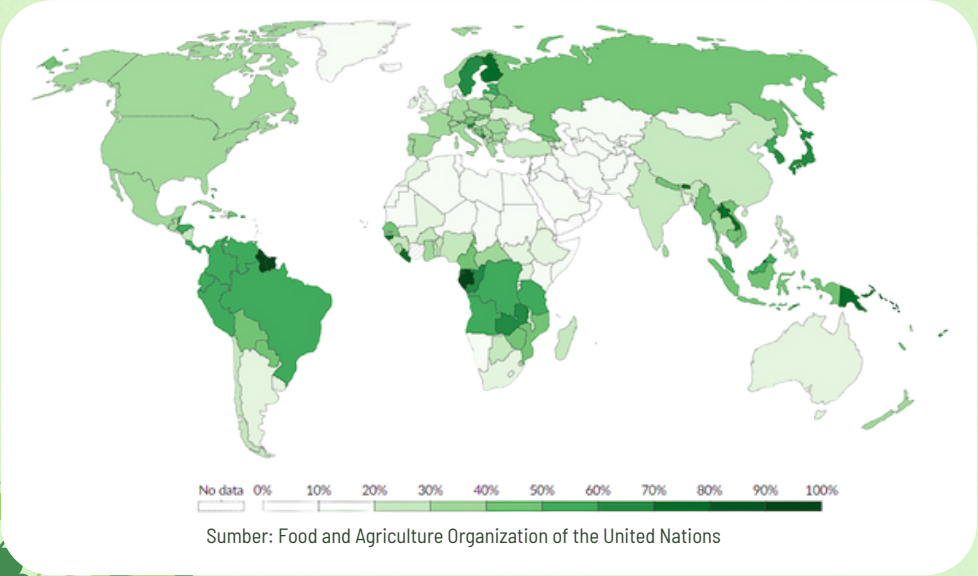 No data 0% 10% 20% 30% 40% 50% 60% 70% 80% 90% 100%
Sumber: Food and Agriculture Organization of the United Nations